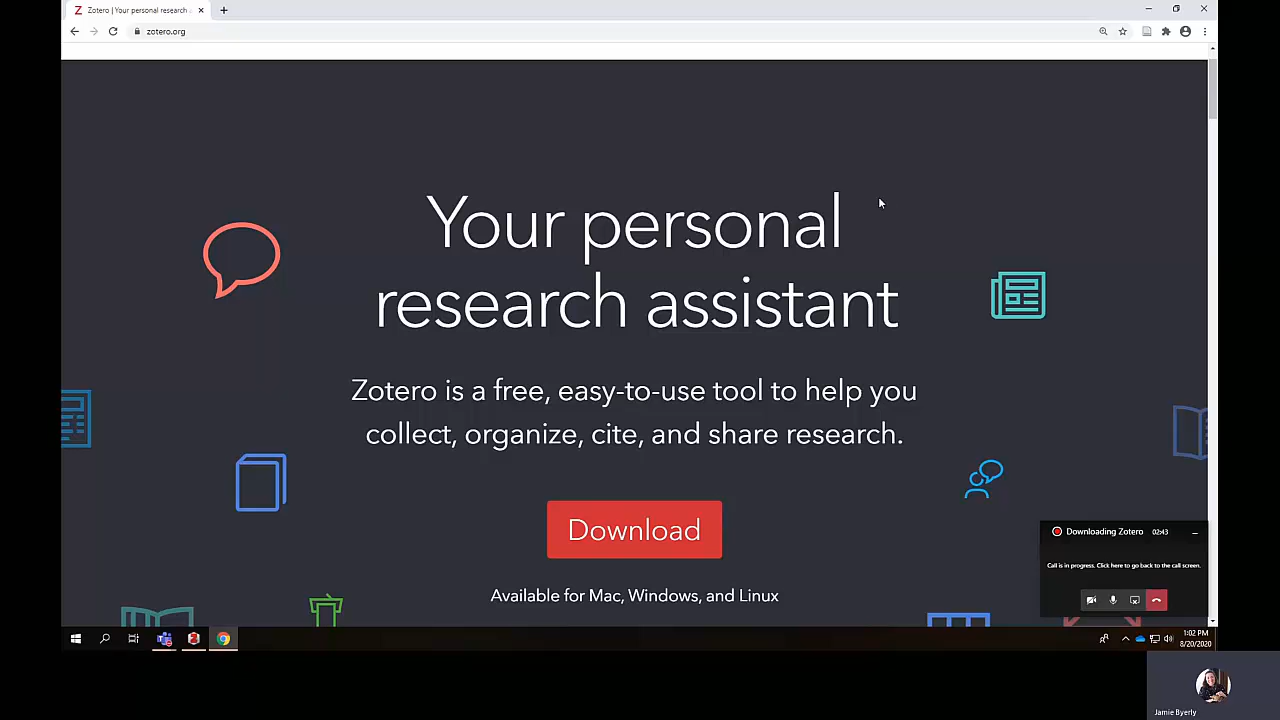 Zotero | Your personal research
zotero.org
Your personal
research assistant
Zotero is a free, easy-to-use tool to help you
collect, organize, cite, and share research.
Download
Available for Mac, Windows, and Linux
Downloading Zotero 02:43
Call is in progress. Click here to go back to the call screen.
1:02 PM
8/20/2020
Jamie Byerly